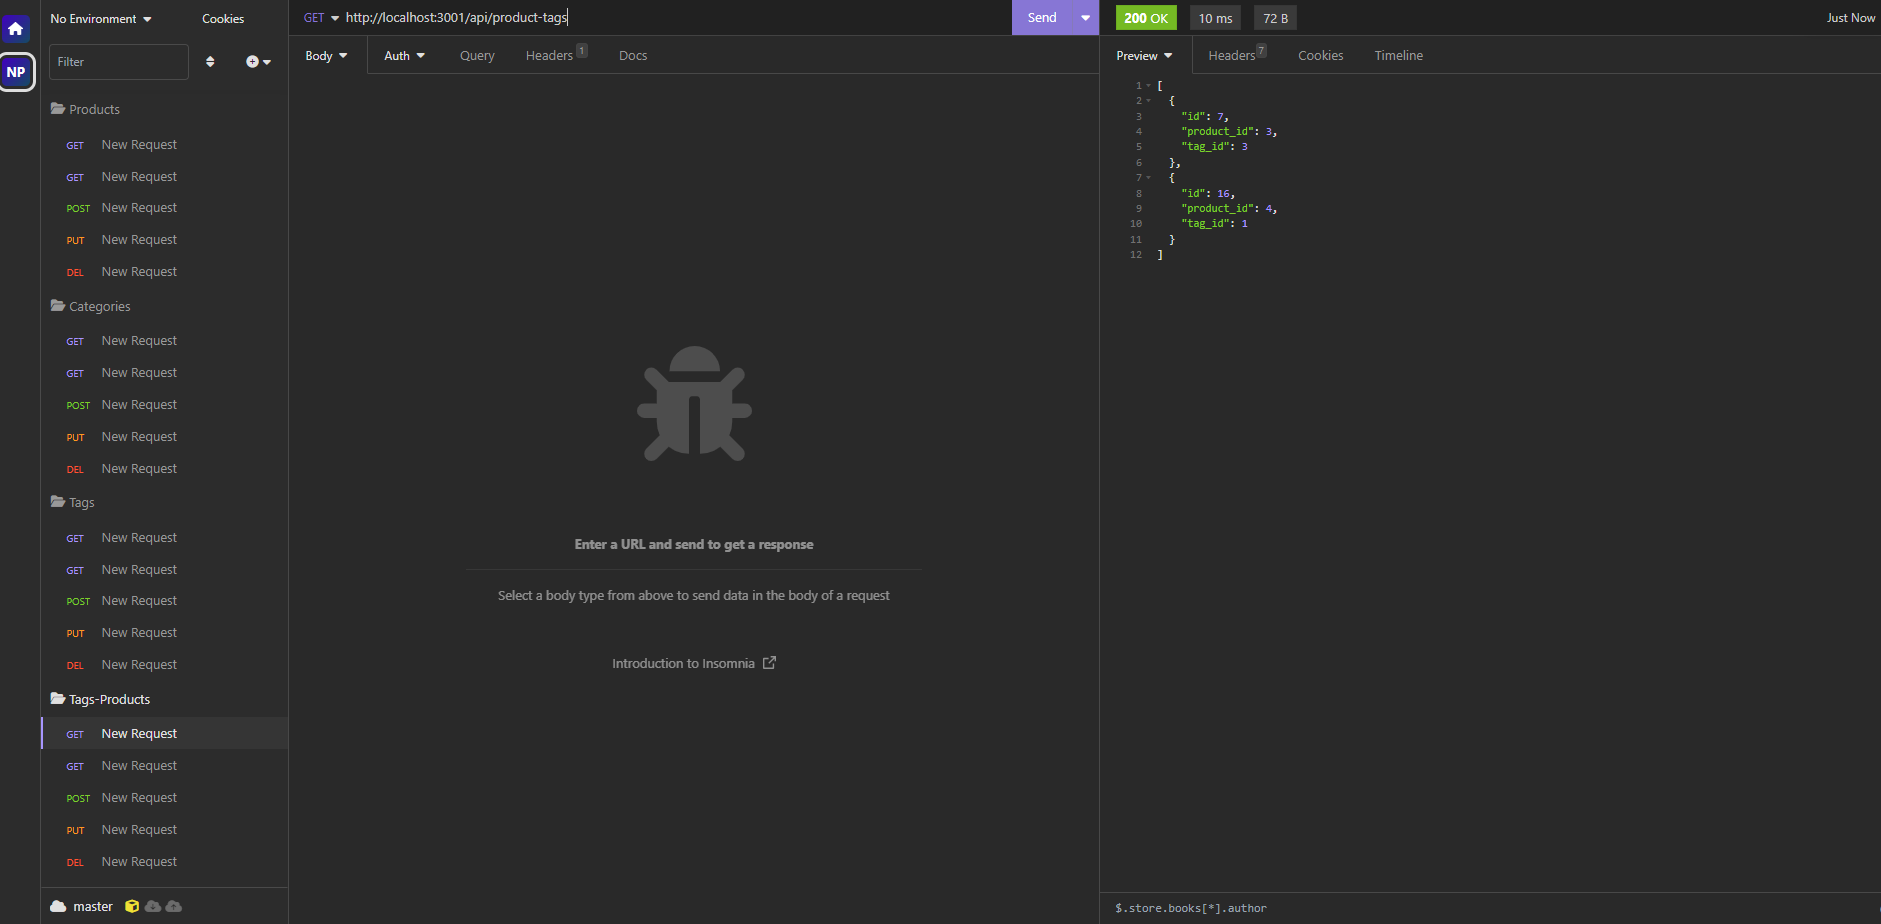 No Environment
Cookies
NP
Filter
Products
GET New Request
GET New Request
POST New Request
PUT New Request
DEL New Request
Categories
GET New Request
GET New Request
POST New Request
PUT New Request
DEL New Request
Tags
GET New Request
GET New Request
POST New Request
PUT New Request
DEL New Request
Tags-Products
GET New Request
GET New Request
POST New Request
PUT New Request
DEL New Request
master
GET http://localhost:3001/api/product-tags
Send
Body Auth Query Headers 1 Docs
Enter a URL and send to get a response
Select a body type from above to send data in the body of a request
Introduction to Insomnia
200 OK 10 ms 72 B Just Now
Preview Headers 7 Cookies Timeline
1 [
2 {
3 "id": 7,
4 "product_id": 3,
5 "tag_id": 3
6 },
7 {
8 "id": 16,
9 "product_id": 4,
10 "tag_id": 1
11 }
12 ]
$.store.books[*].author